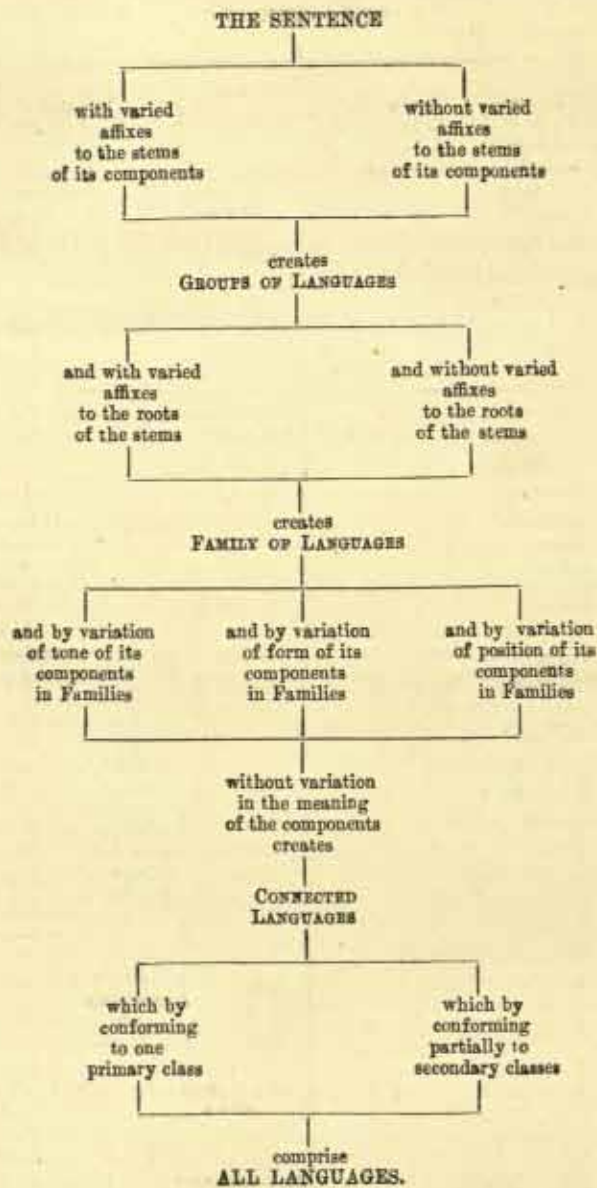 THE SENTENCE
with varied
affixes
to the stems
of its components
without varied
affixes
to the stems
of its components
creates
GROUPS OF LANGUAGES
and with varied
affixes
to the roots
of the stems
and without varied
affixes
to the roots
of the stems
creates
FAMILY OF LANGUAGES
and by variation
of tone of its
components
in Families
and by variation
of form of its
components
in Families
and by variation
of position of its
components
in Families
without variation
in the meaning
of the components
creates
CONNECTED
LANGUAGES
which by
conforming
to one
primary class
which by
conforming
partially to
secondary classes
comprise
ALL LANGUAGES.